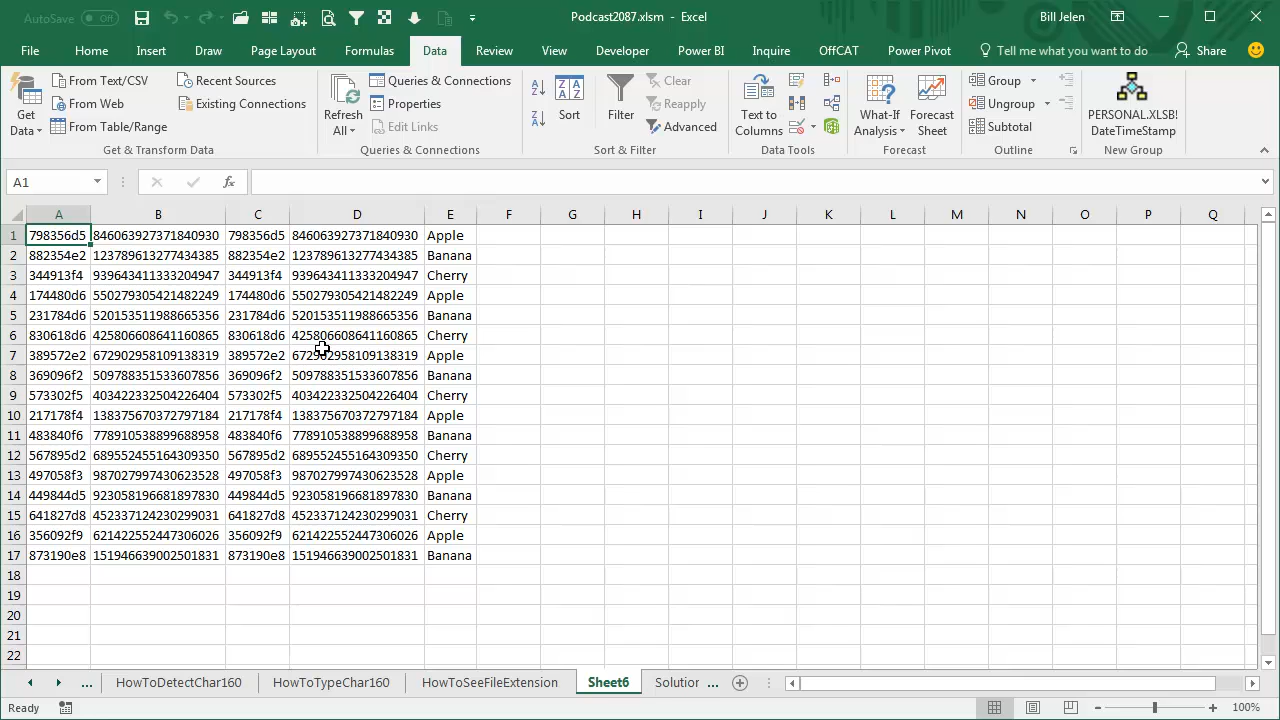 AutoSave Off Podcast2087.xlsm - Excel Bill Jelen
File Home Insert Draw Page Layout Formulas Data Review View Developer Power BI Inquire OffCAT Power Pivot Tell me what you want to do Share
Get Data
From Text/CSV
From Web
From Table/Range
Recent Sources
Existing Connections
Get & Transform Data
Refresh All
Queries & Connections
Properties
Edit Links
Queries & Connections
Sort
Filter
Clear
Reapply
Advanced
Sort & Filter
Text to Columns
Data Tools
What-If Analysis
Forecast Sheet
Forecast
Group
Ungroup
Subtotal
Outline
PERSONAL.XLSB! DateTimeStamp
New Group
A1 fx
A B C D E F G H I J K L M N O P Q
1 798356d5 846063927371840930 798356d5 846063927371840930 Apple
2 882354e2 123789613277434385 882354e2 123789613277434385 Banana
3 344913f4 939643411333204947 344913f4 939643411333204947 Cherry
4 174480d6 550279305421482249 174480d6 550279305421482249 Apple
5 231784d6 520153511988665356 231784d6 520153511988665356 Banana
6 830618d6 425806608641160865 830618d6 425806608641160865 Cherry
7 389572e2 672902958109138319 389572e2 672902958109138319 Apple
8 369096f2 509788351533607856 369096f2 509788351533607856 Banana
9 573302f5 403422332504226404 573302f5 403422332504226404 Cherry
10 217178f4 138375670372797184 217178f4 138375670372797184 Apple
11 483840f6 778910538899688958 483840f6 778910538899688958 Banana
12 567895d2 689552455164309350 567895d2 689552455164309350 Cherry
13 497058f3 987027997430623528 497058f3 987027997430623528 Apple
14 449844d5 923058196681897830 449844d5 923058196681897830 Banana
15 641827d8 452337124230299031 641827d8 452337124230299031 Cherry
16 356092f9 621422552447306026 356092f9 621422552447306026 Apple
17 873190e8 151946639002501831 873190e8 151946639002501831 Banana
18
19
20
21
22
... HowToDetectChar160 HowToTypeChar160 HowToSeeFileExtension Sheet6 Solution ...
Ready 100%